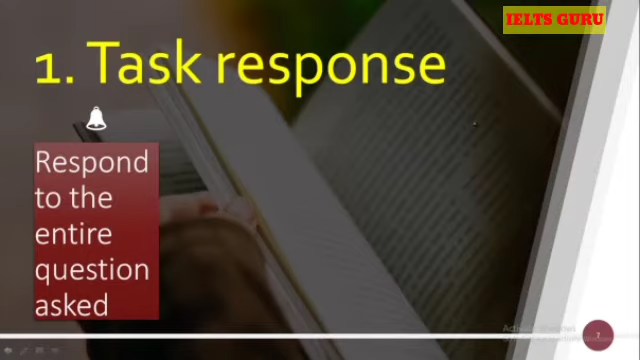 IELTS GURU
1. Task response
Respond
to the
entire
question
asked